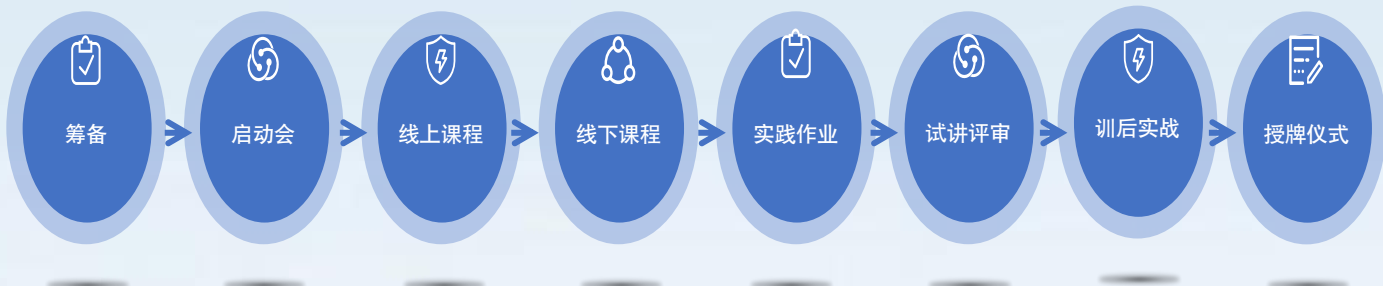 筹备
启动会
线上课程
线下课程
实践作业
试讲评审
训后实战
授牌仪式